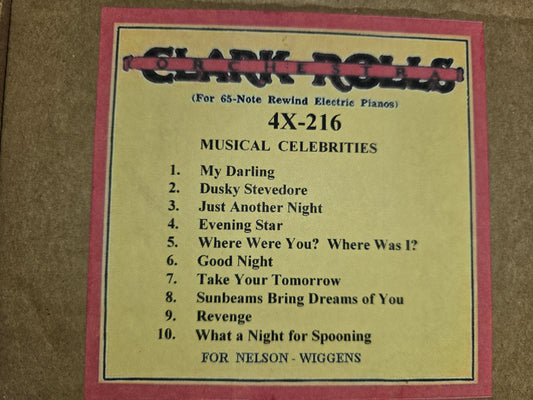 CLARK ROLLS
ORCHESTRA
(For 65-Note Rewind Electric Pianos)
4X-216
MUSICAL CELEBRITIES
1. My Darling
2. Dusky Stevedore
3. Just Another Night
4. Evening Star
5. Where Were You? Where Was I?
6. Good Night
7. Take Your Tomorrow
8. Sunbeams Bring Dreams of You
9. Revenge
10. What a Night for Spooning
FOR NELSON - WIGGENS